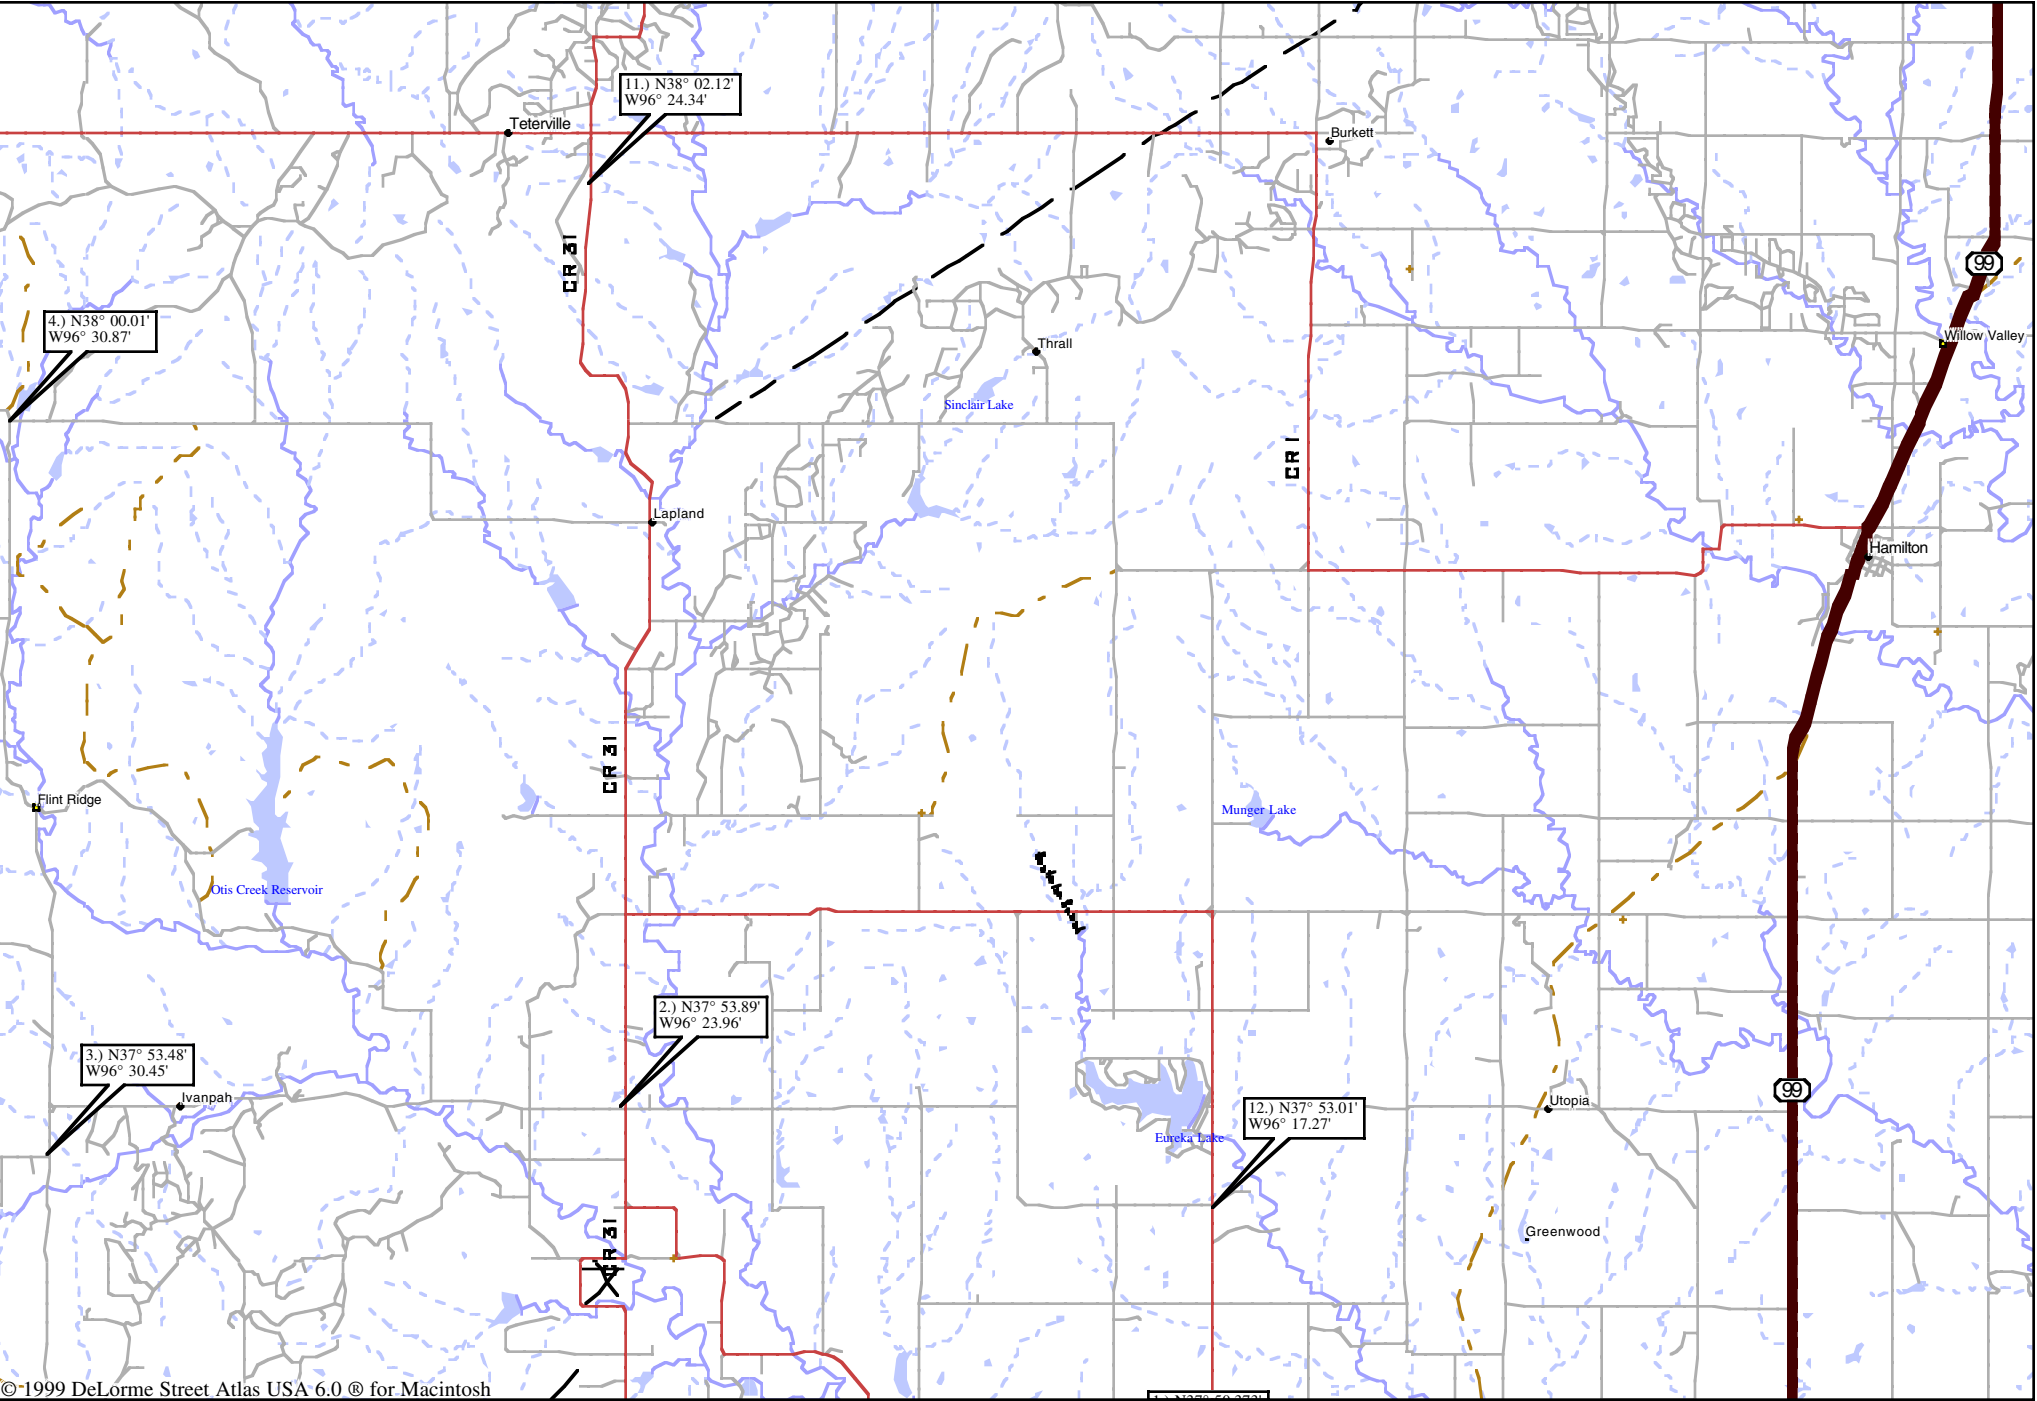 11.) N38° 02.12'
W96° 24.34'
Teterville
Burkett
CR 31
99
4.) N38° 00.01'
W96° 30.87'
Willow Valley
Thrall
Sinclair Lake
CR 1
Lapland
Hamilton
CR 31
Flint Ridge
Munger Lake
Otis Creek Reservoir
2.) N37° 53.89'
W96° 23.96'
3.) N37° 53.48'
W96° 30.45'
Ivanpah
99
Utopia
12.) N37° 53.01'
W96° 17.27'
Eureka Lake
CR 31
Greenwood
© 1999 DeLorme Street Atlas USA 6.0 ® for Macintosh